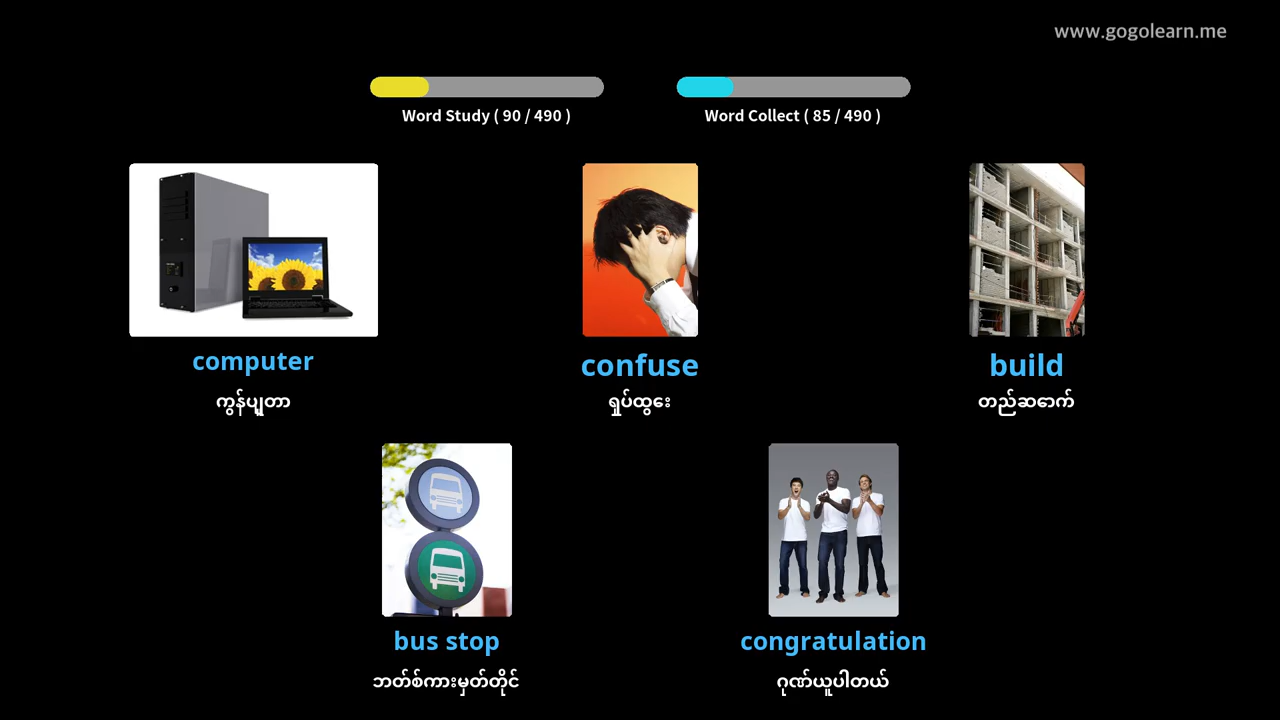 www.gogolearn.me
Word Study ( 90 / 490 )
Word Collect ( 85 / 490 )
computer
confuse
build
ကွန်ပျုတာ
ရှုပ်ထွေး
တည်ဆောက်
bus stop
congratulation
ဘတ်စ်ကားမှတ်တိုင်
ဂုဏ်ယူပါတယ်